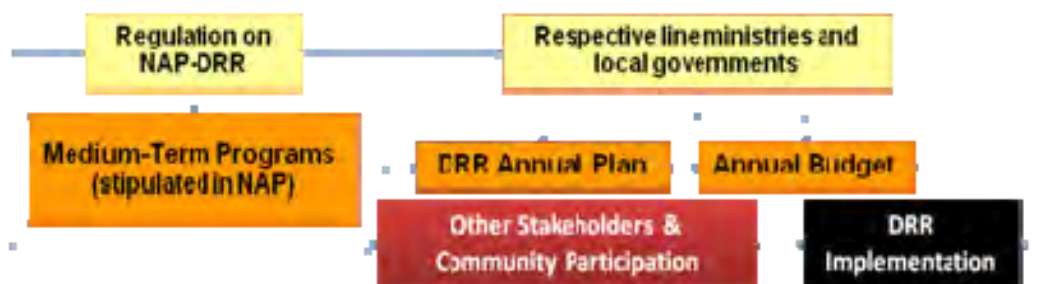 Regulation on
NAP-DRR
Respective lineministries and
local governments
Medium-Term Programs
(stipulated in NAP)
DRR Annual Plan
Annual Budget
Other Stakeholders &
Community Participation
DRR
Implementation